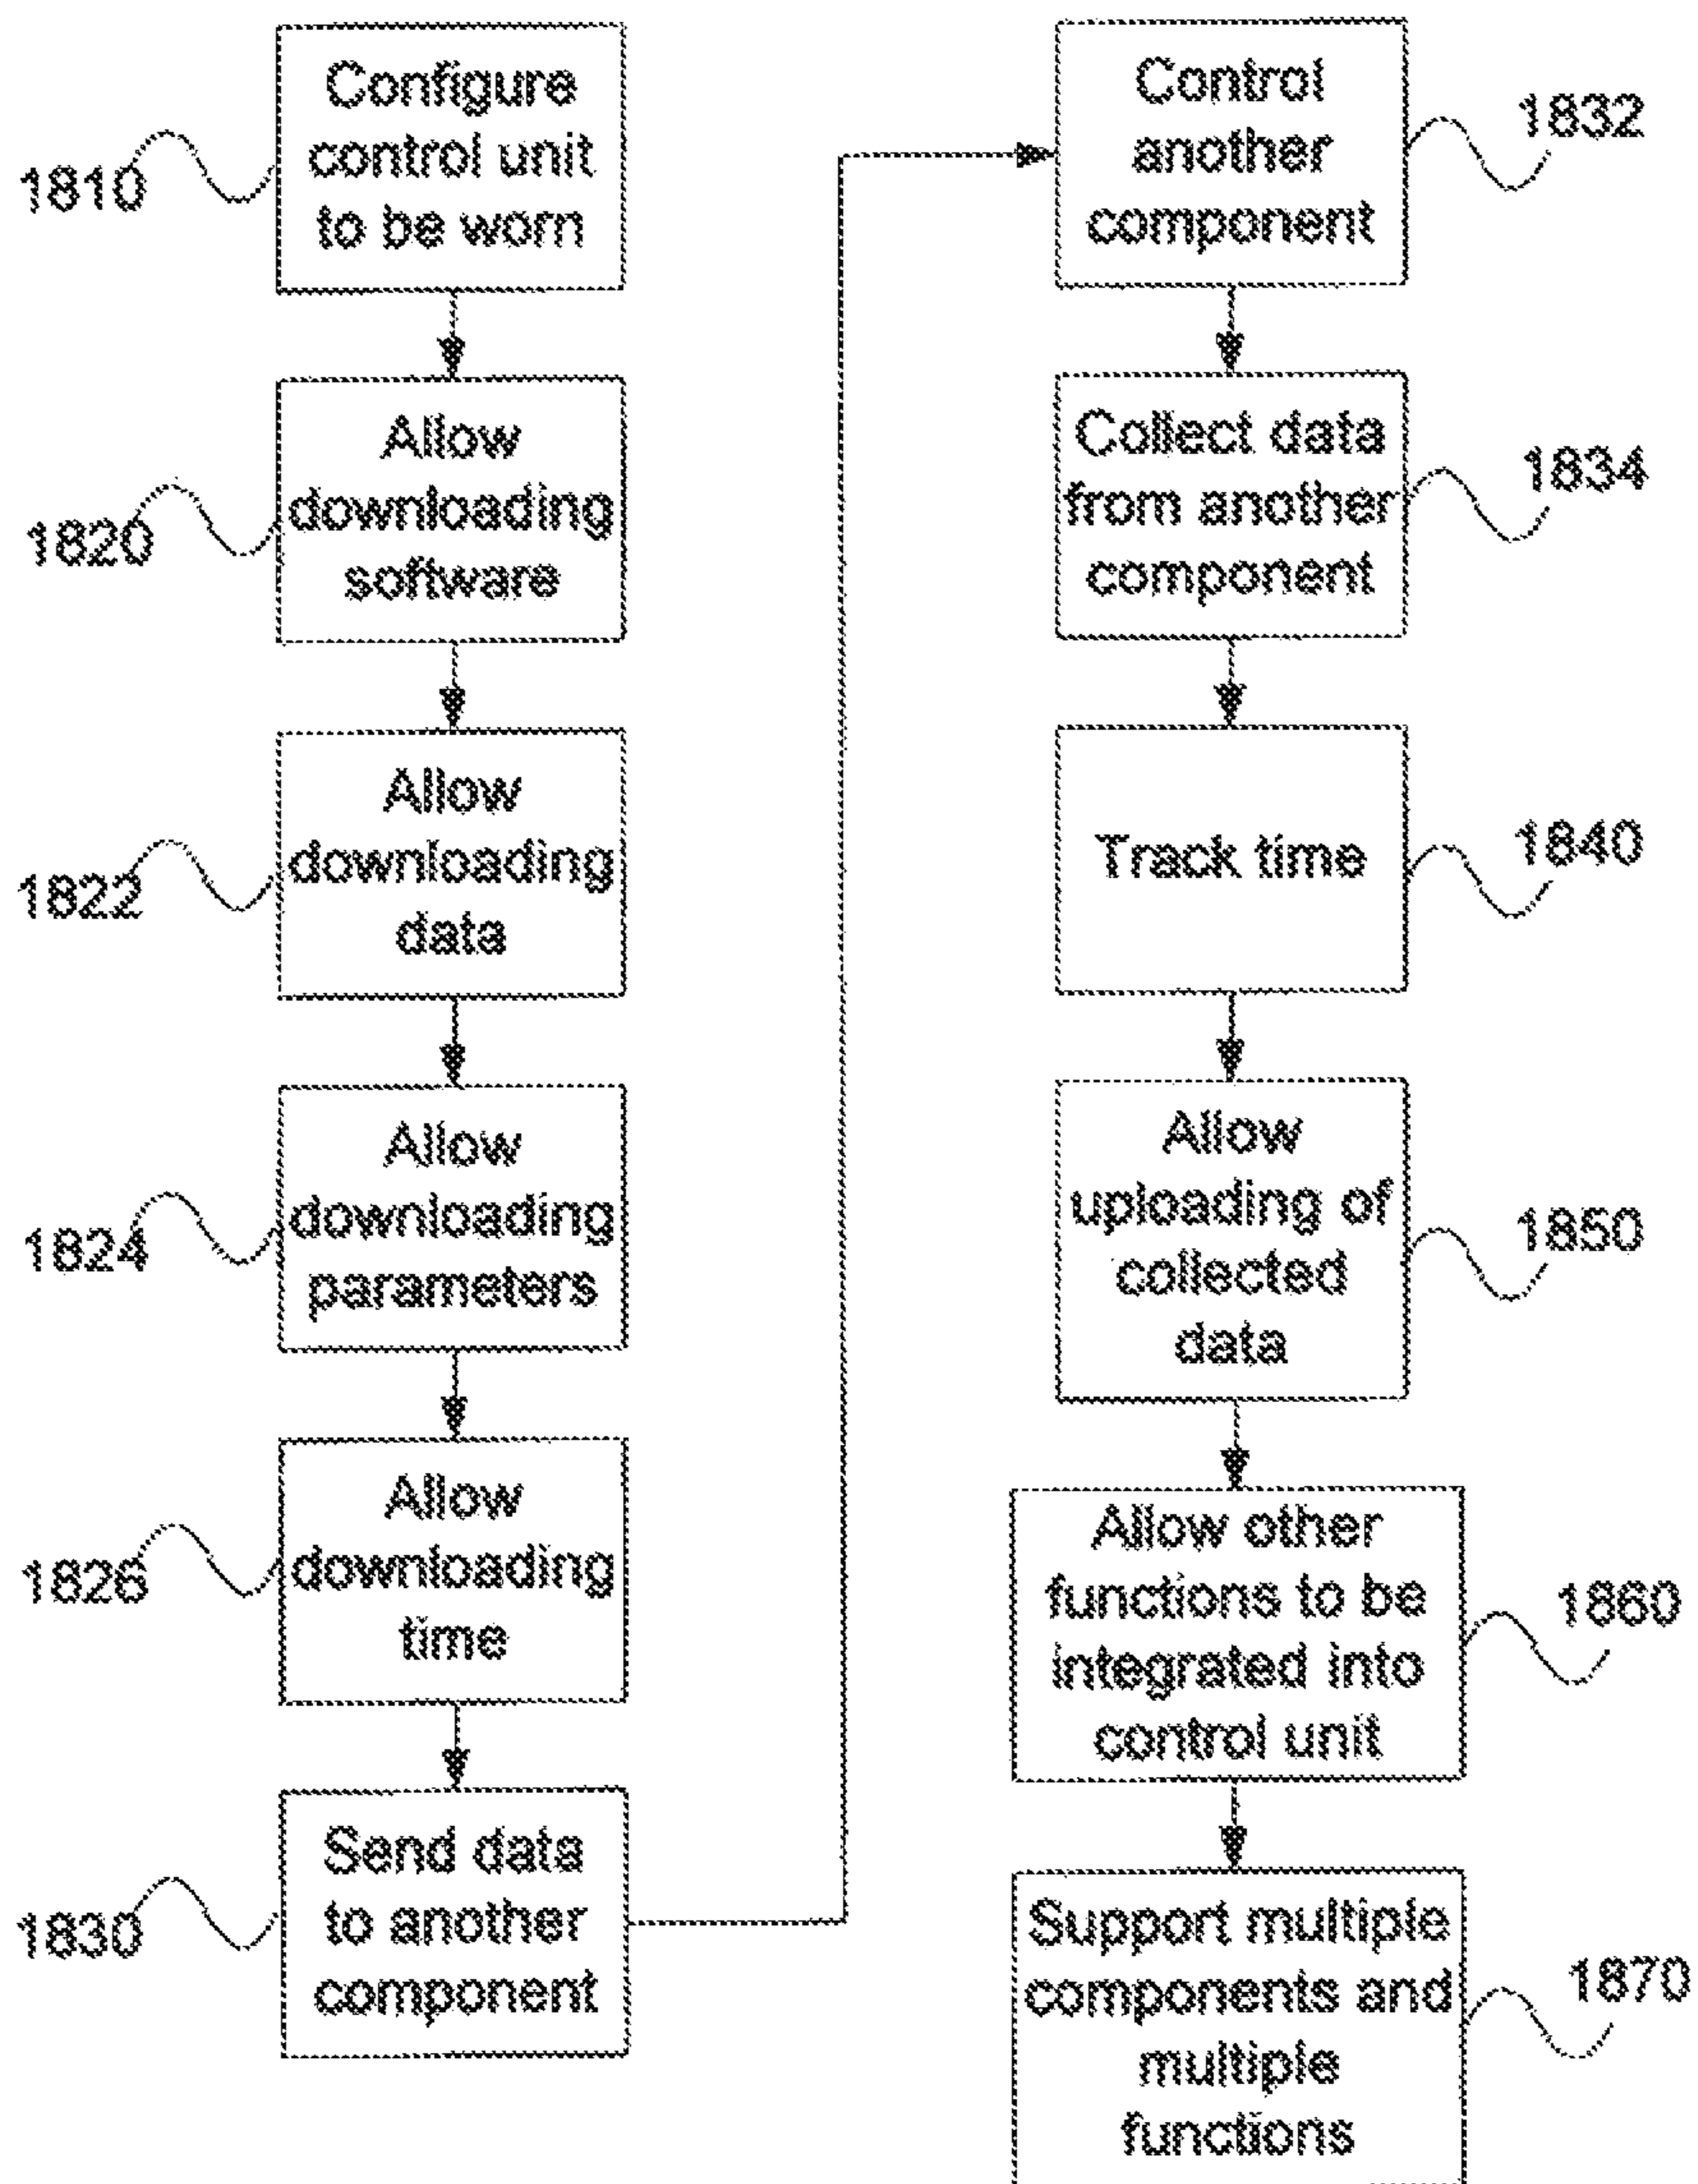 Configure
control unit
to be worn
1810
Allow
downloading
software
1820
Allow
downloading
data
1822
Allow
downloading
parameters
1824
Allow
downloading
time
1826
Send data
to another
component
1830
Control
another
component
1832
Collect data
from another
component
1834
Track time
1840
Allow
uploading of
collected
data
1850
Allow other
functions to be
integrated into
control unit
1860
Support multiple
components and
multiple
functions
1870